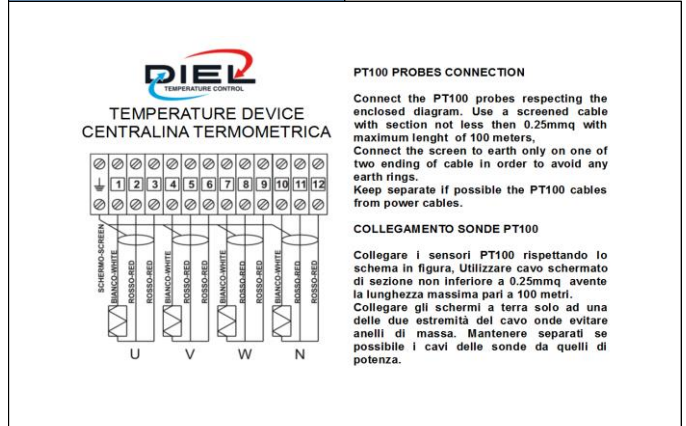 DIEL
TEMPERATURE CONTROL
TEMPERATURE DEVICE
CENTRALINA TERMOMETRICA
1 2 3 4 5 6 7 8 9 10 11 12
SCHERMO-SCREEN
BIANCO-WHITE
ROSSO-RED
ROSSO-RED
BIANCO-WHITE
ROSSO-RED
ROSSO-RED
BIANCO-WHITE
ROSSO-RED
ROSSO-RED
BIANCO-WHITE
ROSSO-RED
ROSSO-RED
U V W N
PT100 PROBES CONNECTION
Connect the PT100 probes respecting the
enclosed diagram. Use a screened cable
with section not less then 0.25mmq with
maximum lenght of 100 meters,
Connect the screen to earth only on one of
two ending of cable in order to avoid any
earth rings.
Keep separate if possible the PT100 cables
from power cables.
COLLEGAMENTO SONDE PT100
Collegare i sensori PT100 rispettando lo
schema in figura, Utilizzare cavo schermato
di sezione non inferiore a 0.25mmq avente
la lunghezza massima pari a 100 metri.
Collegare gli schermi a terra solo ad una
delle due estremità del cavo onde evitare
anelli di massa. Mantenere separati se
possibile i cavi delle sonde da quelli di
potenza.